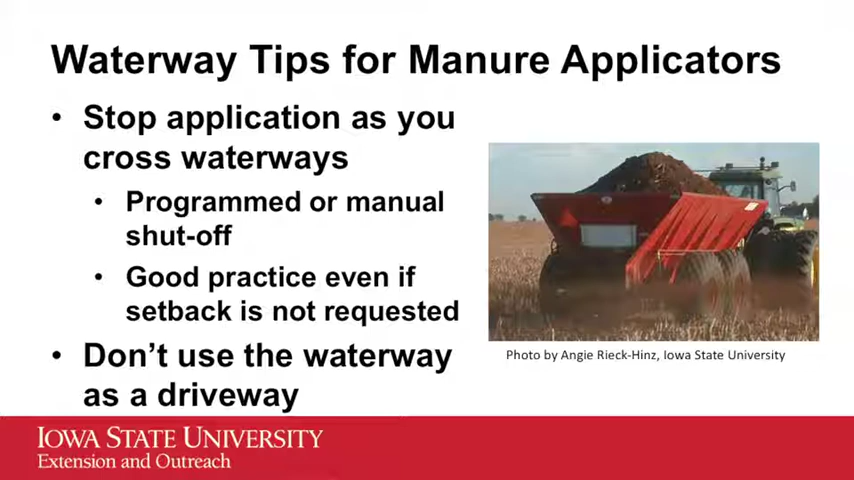 Waterway Tips for Manure Applicators
• Stop application as you
cross waterways
• Programmed or manual
shut-off
• Good practice even if
setback is not requested
• Don't use the waterway
as a driveway
Photo by Angie Rieck-Hinz, Iowa State University
IOWA STATE UNIVERSITY
Extension and Outreach